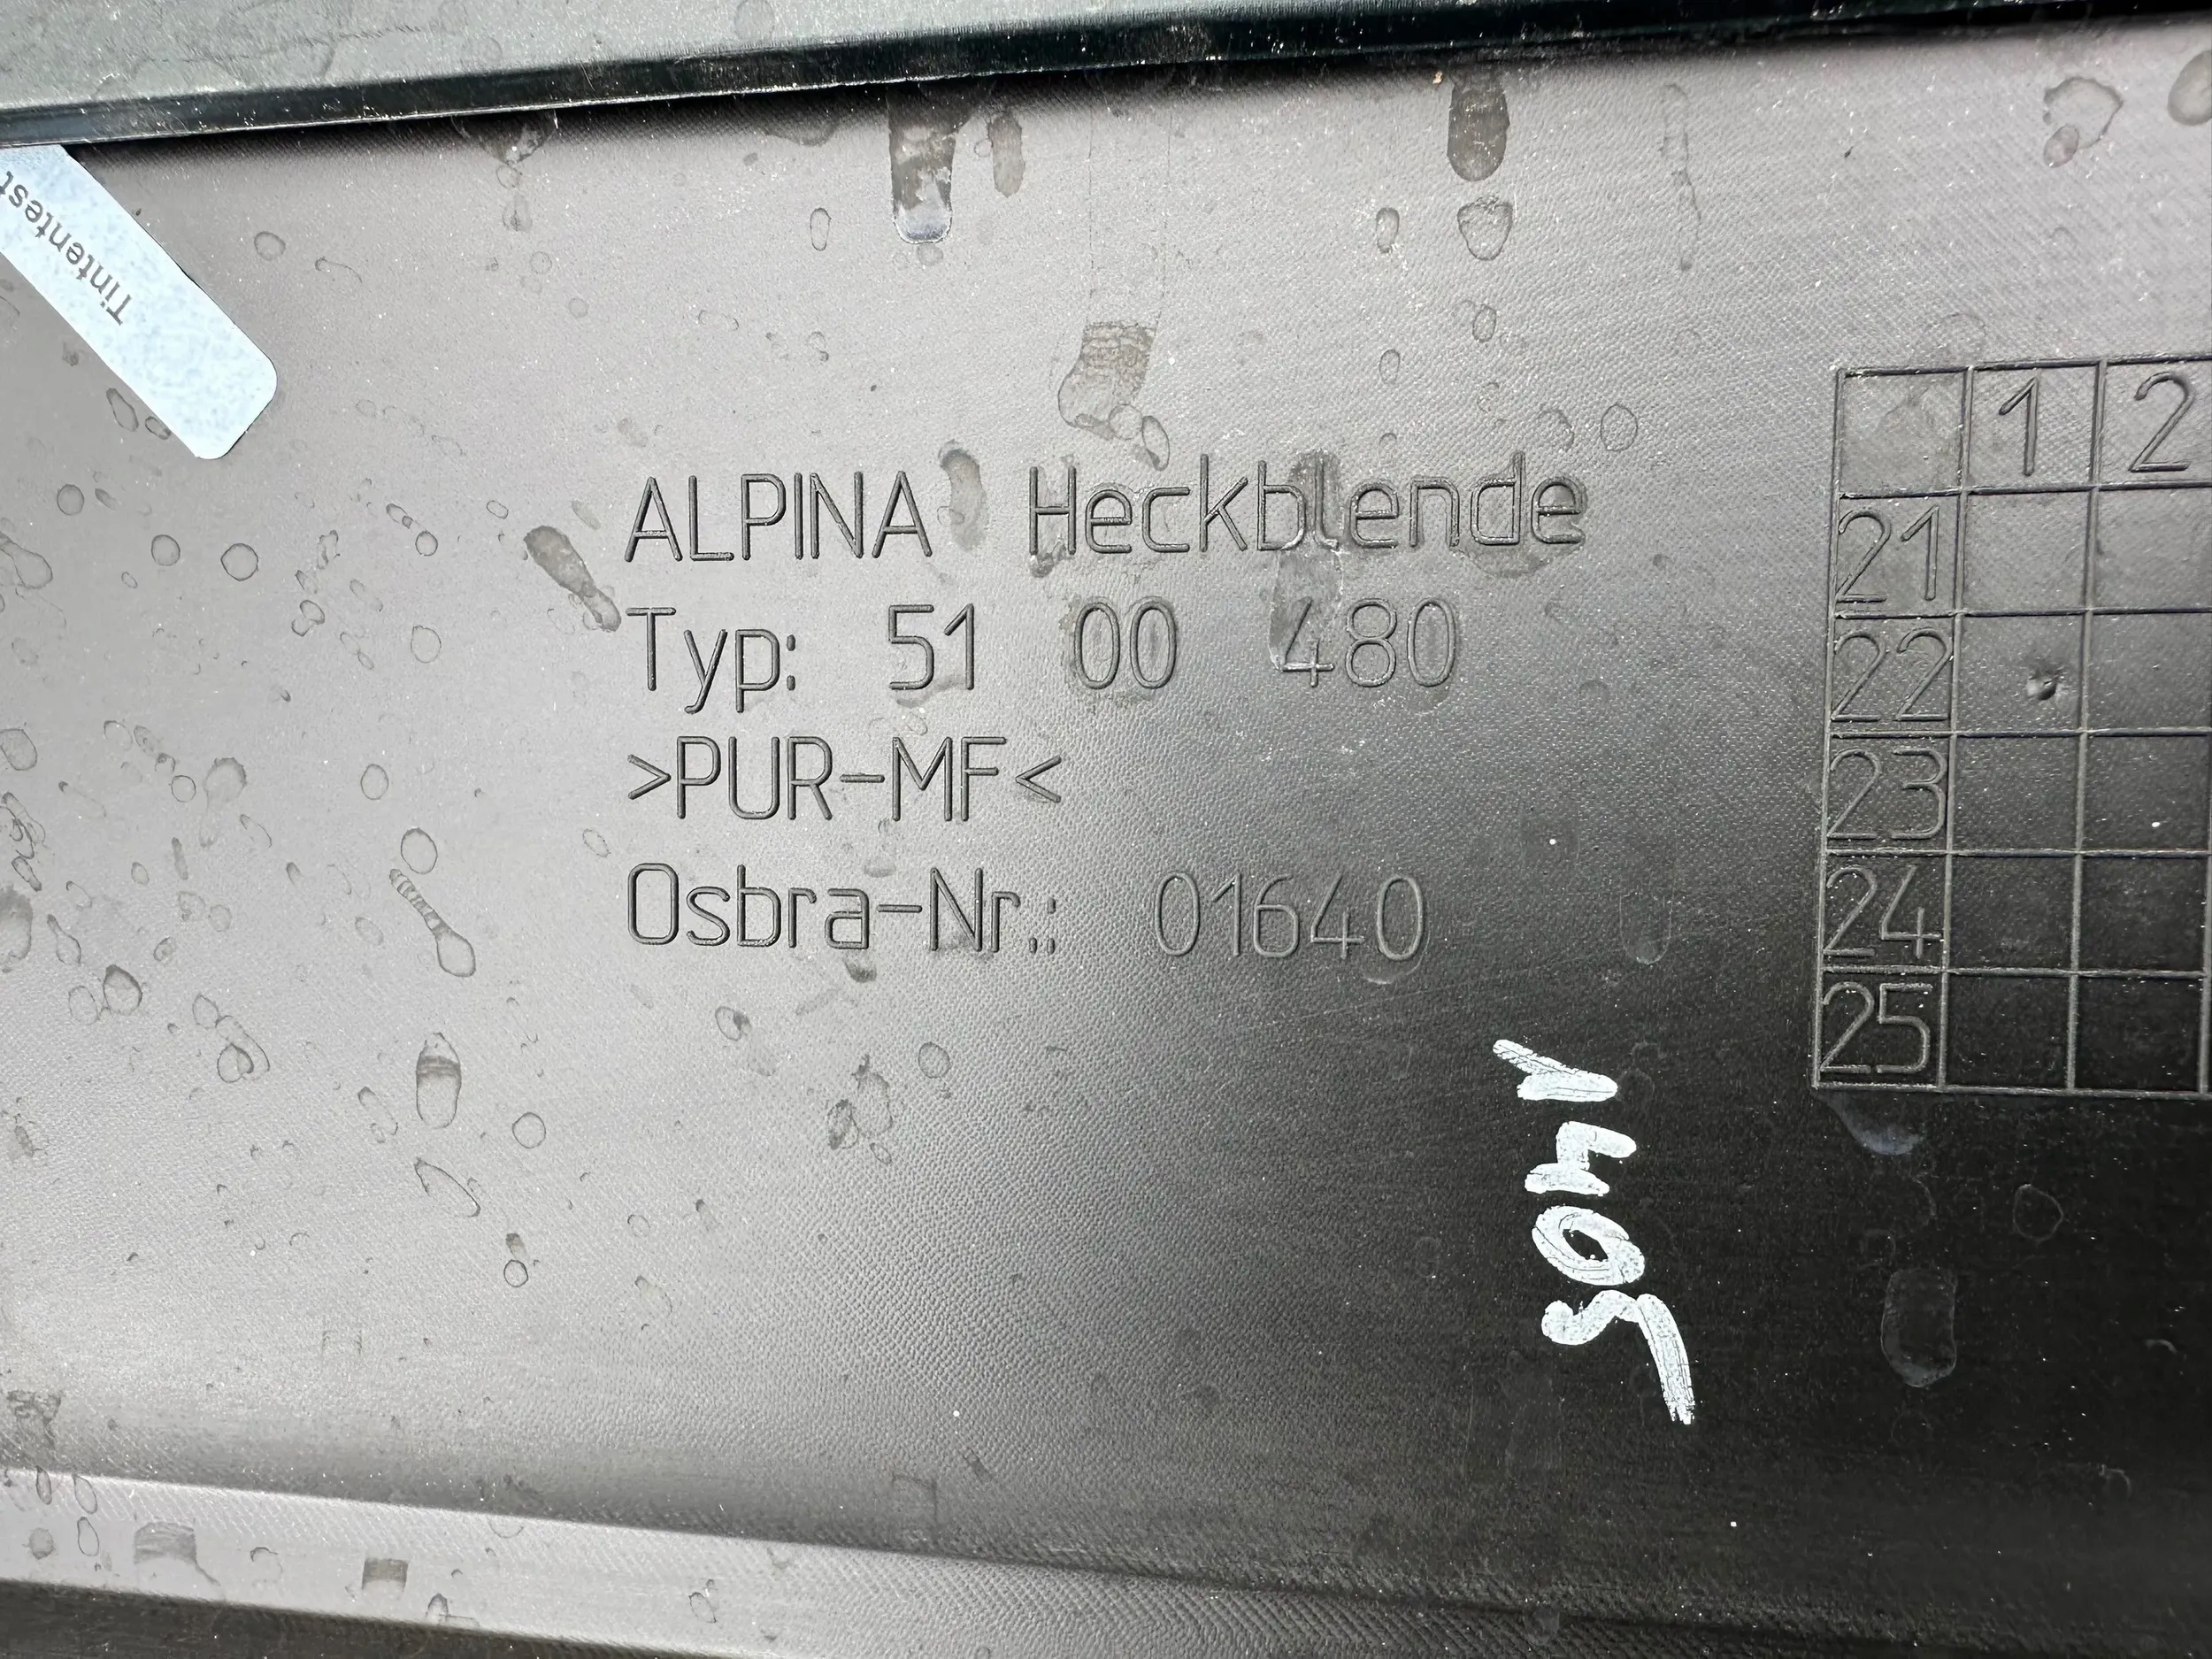 Tintentest
ALPINA Heckblende
Typ: 51 00 480
>PUR-MF<
Osbra-Nr.: 01640
1 2
21
22
23
24
25
1405